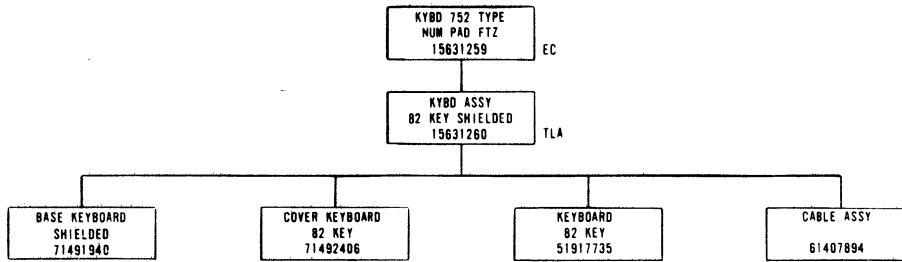 KYBD 752 TYPE
NUM PAD FTZ
15631259
EC
KYBD ASSY
82 KEY SHIELDED
15631260
TLA
BASE KEYBOARD
SHIELDED
71491940
COVER KEYBOARD
82 KEY
71492406
KEYBOARD
82 KEY
51917735
CABLE ASSY
61407894